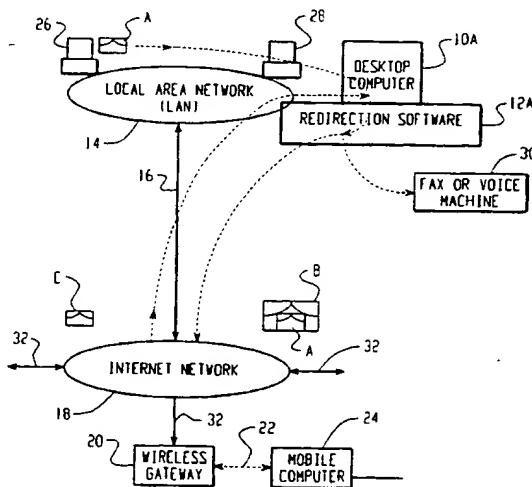 26
A
28
10A
DESKTOP
COMPUTER
LOCAL AREA NETWORK
(LAN)
REDIRECTION SOFTWARE
12A
14
16
30
FAX OR VOICE
MACHINE
C
B
A
32
INTERNET NETWORK
32
18
32
20
WIRELESS
GATEWAY
22
24
MOBILE
COMPUTER